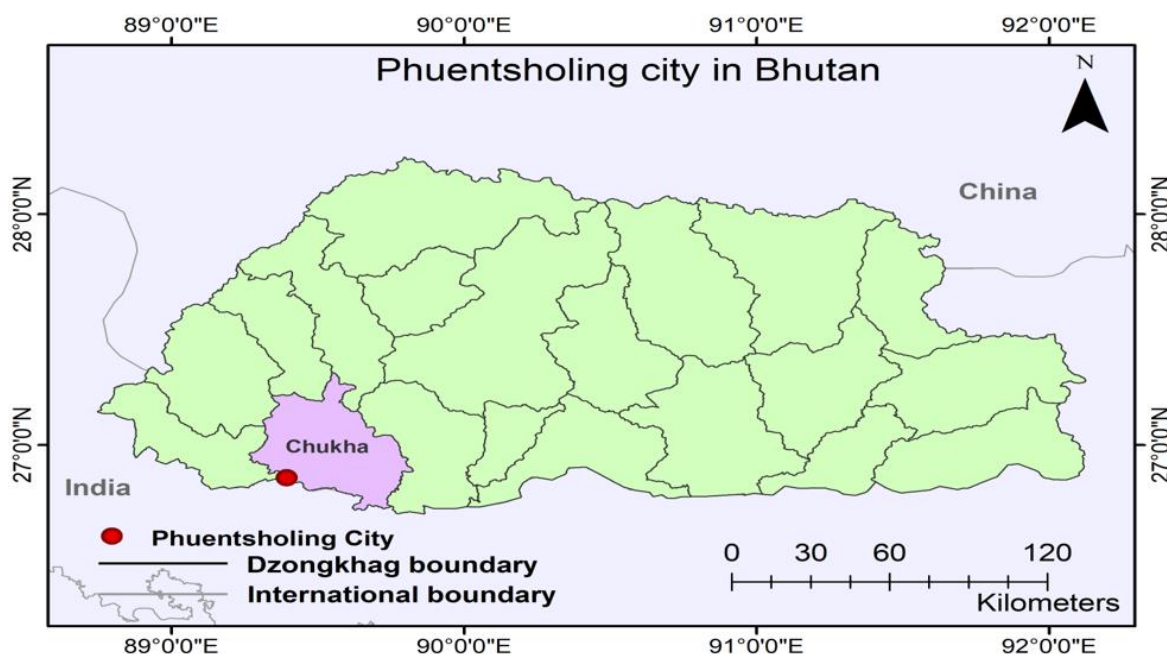 89°0'0"E 90°0'0"E 91°0'0"E 92°0'0"E
Phuentsholing city in Bhutan
N
28°0'0"N
China
28°0'0"N
27°0'0"N
Chukha
27°0'0"N
India
Phuentsholing City
Dzongkhag boundary
International boundary
0 30 60 120
Kilometers
89°0'0"E 90°0'0"E 91°0'0"E 92°0'0"E